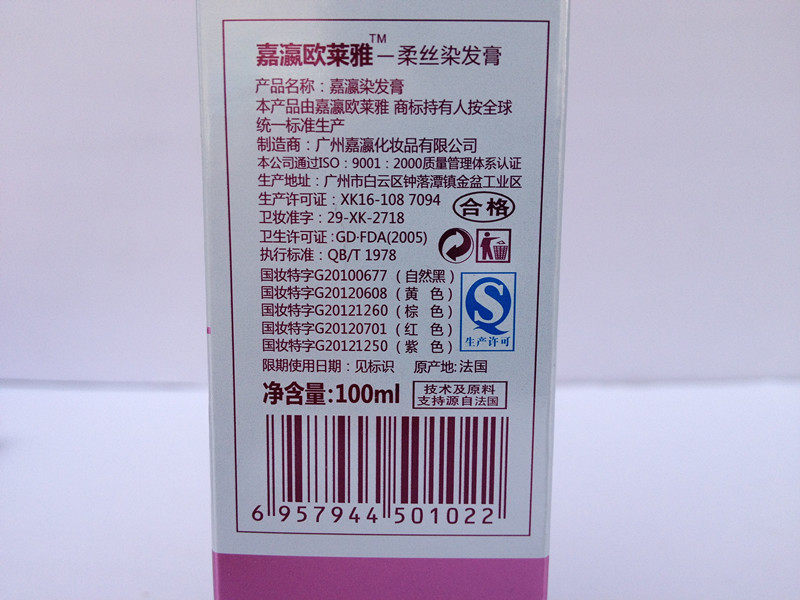 嘉瀛欧莱雅™—柔丝染发膏
产品名称：嘉瀛染发膏
本产品由嘉瀛欧莱雅 商标持有人按全球
统一标准生产
制造商：广州嘉瀛化妆品有限公司
本公司通过ISO：9001：2000质量管理体系认证
生产地址：广州市白云区钟落潭镇金盆工业区
生产许可证：XK16-108 7094
合格
卫妆准字：29-XK-2718
卫生许可证:GD·FDA(2005)
执行标准：QB/T 1978
国妆特字G20100677（自然黑）
国妆特字G20120608（黄 色）
国妆特字G20121260（棕 色）
国妆特字G20120701（红 色）
国妆特字G20121250（紫 色）
QS
生产许可
限期使用日期：见标识 原产地:法国
净含量:100ml
技术及原料
支持源自法国
6 957944 501022